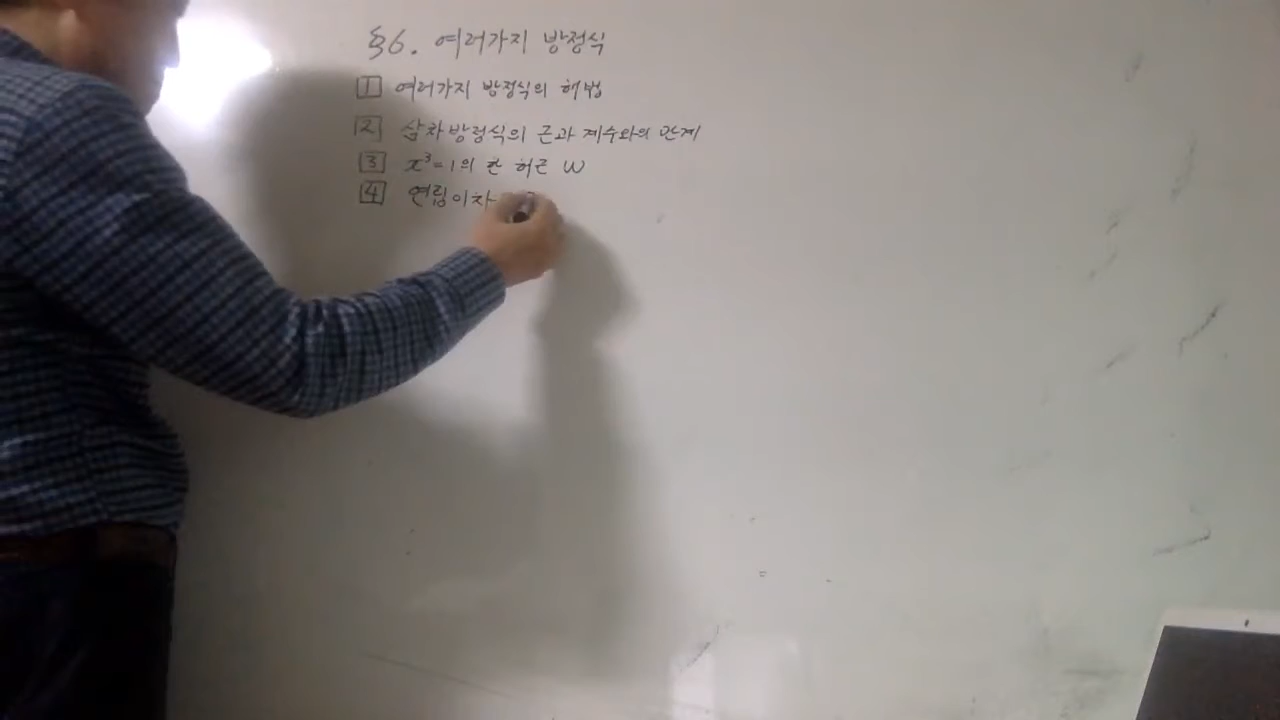 §6. 여러가지 방정식
1 여러가지 방정식의 해법
2 삼차방정식의 근과 계수와의 관계
3 x³=1의 한 허근 ω
4 연립이차